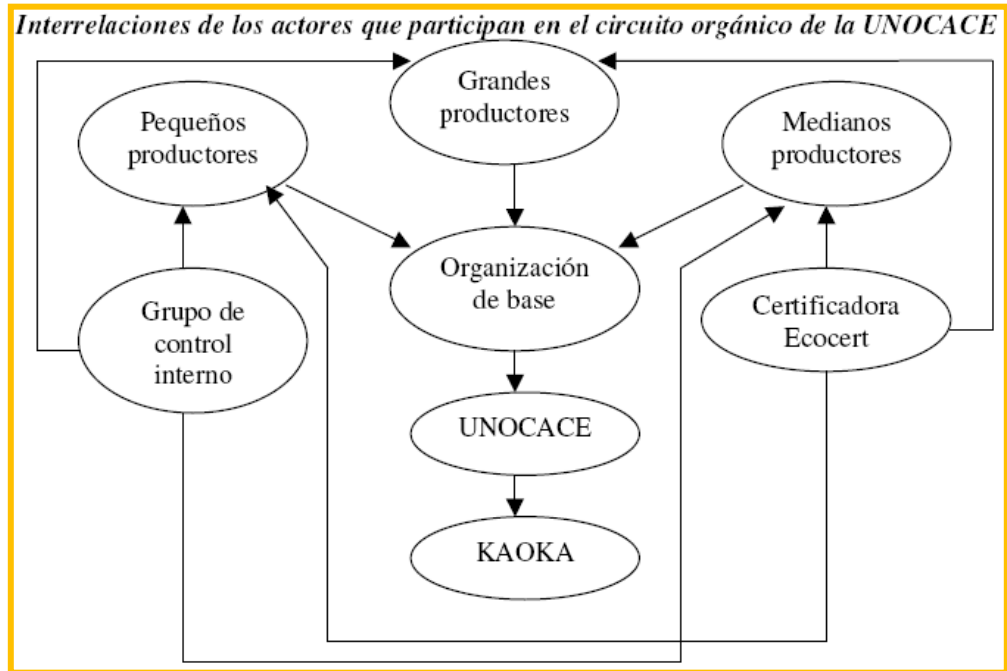 Interrelaciones de los actores que participan en el circuito orgánico de la UNOCACE
Grandes
productores
Pequeños
productores
Medianos
productores
Organización
de base
Grupo de
control
interno
Certificadora
Ecocert
UNOCACE
KAOKA